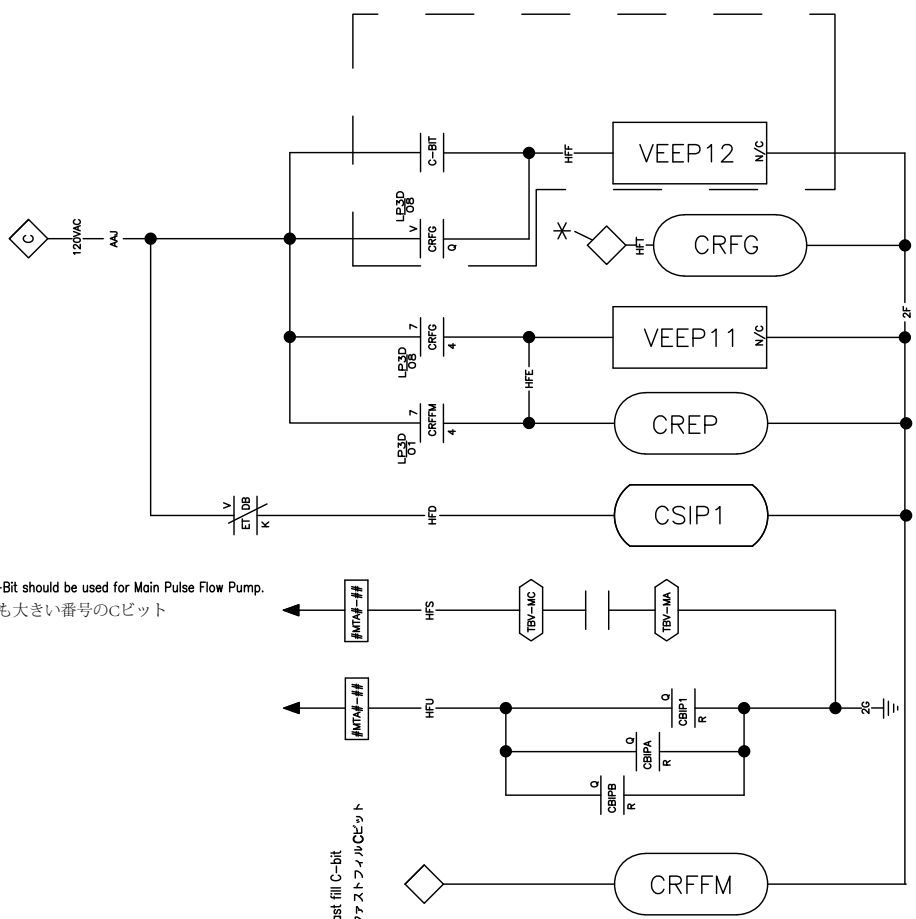 C
120VAC
AAJ
C-BIT
HFF
VEEP12
N/C
LP3D
08
V
CRFG
Q
*
HFT
CRFG
2F
LP3D
08
7
CRFG
4
HFE
VEEP11
N/C
LP3D
01
7
CRFFM
4
CREP
V
ET DB
K
HFD
CSIP1
-Bit should be used for Main Pulse Flow Pump.
も大きい番号のCビット
#MTA#-##
HFS
TBV-MC
TBV-MA
#MTA#-##
HFU
Q
CBIP1
R
2G
Q
CBIPA
R
Q
CBIPB
R
ast fill C-bit
ファストフィルCビット
CRFFM